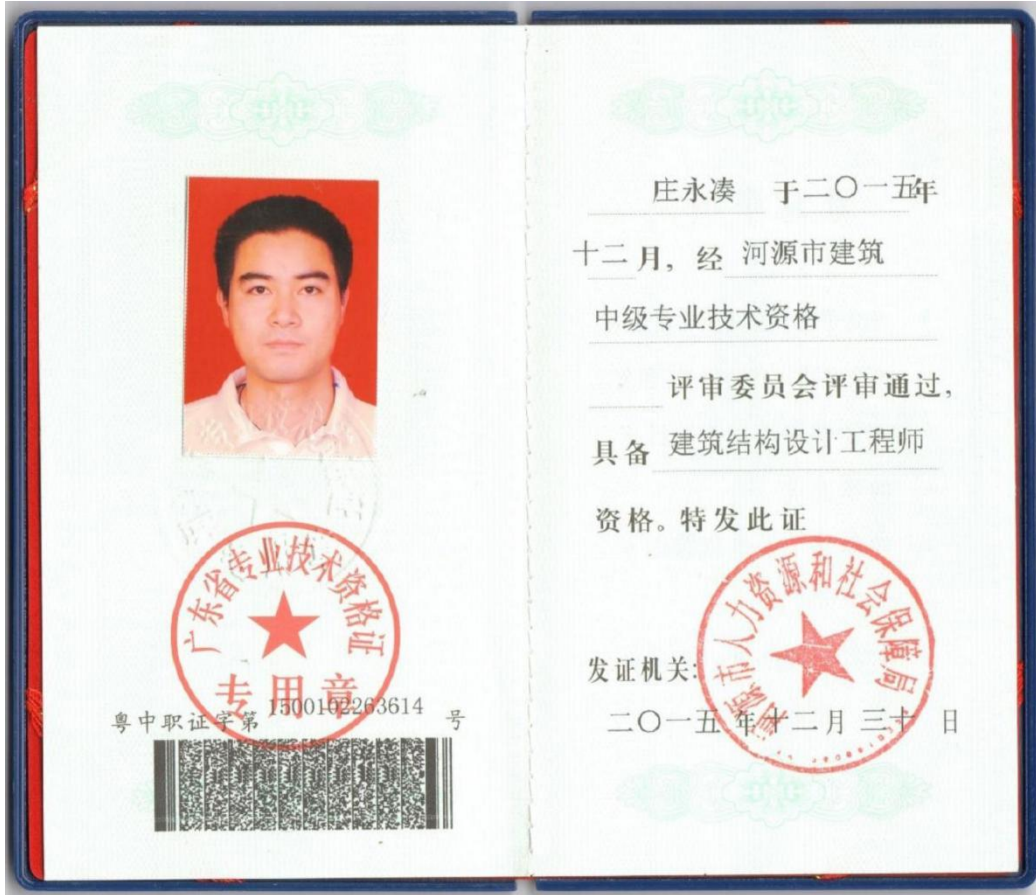 广东省专业技术资格证
专用章
粤中职证字第 1500102263614 号
庄永凑 于二〇一五年
十二月，经 河源市建筑
中级专业技术资格
评审委员会评审通过，
具备 建筑结构设计工程师
资格。特发此证
河源市人力资源和社会保障局
发证机关:
二〇一五年十二月三十日